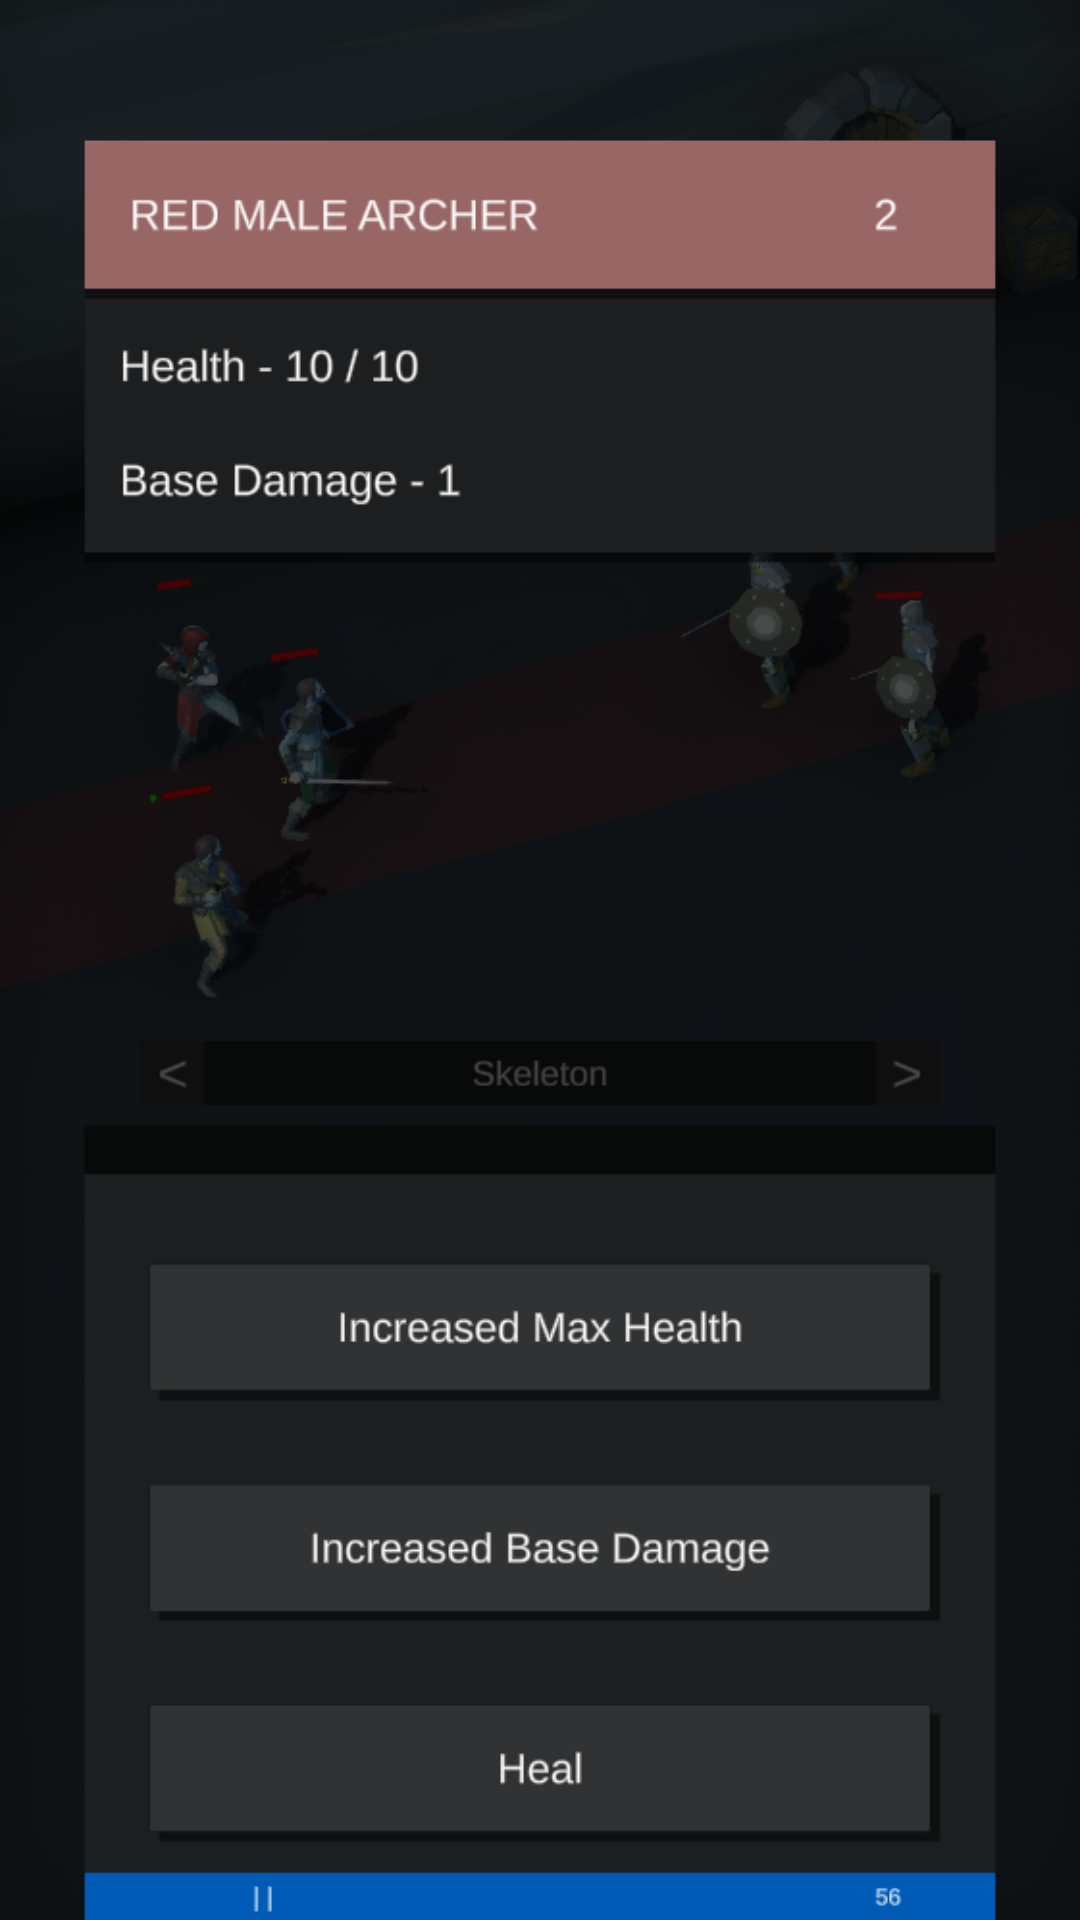 RED MALE ARCHER 2
Health - 10 / 10
Base Damage - 1
< Skeleton >
Increased Max Health
Increased Base Damage
Heal
|| 56